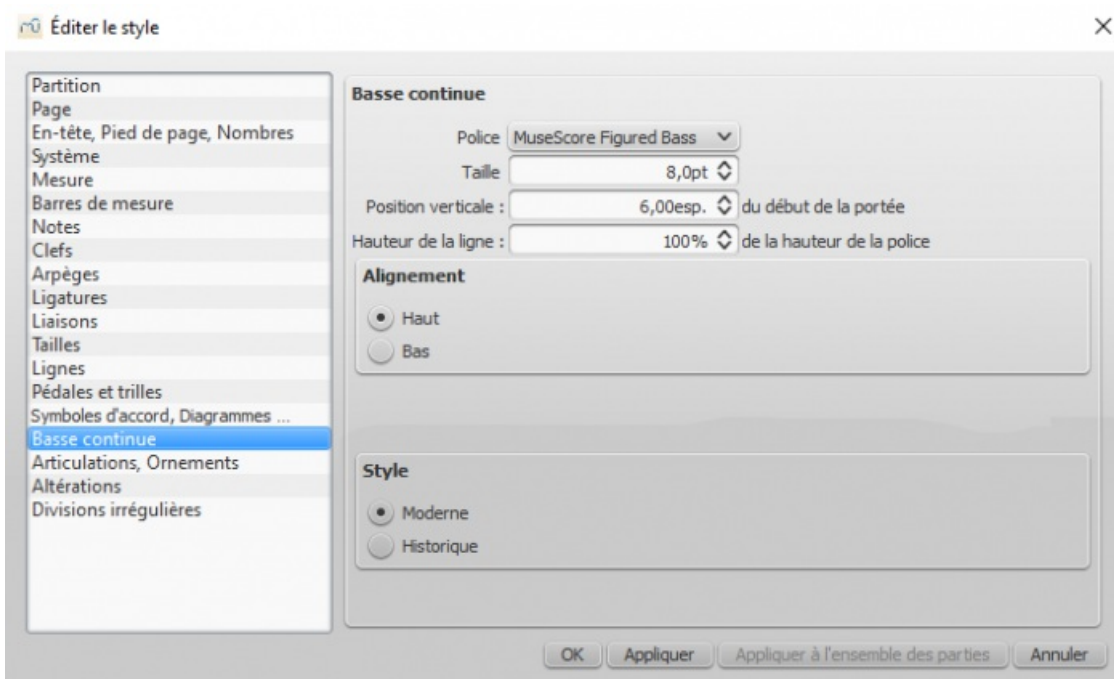 Éditer le style
Partition
Page
En-tête, Pied de page, Nombres
Système
Mesure
Barres de mesure
Notes
Clefs
Arpèges
Ligatures
Liaisons
Tailles
Lignes
Pédales et trilles
Symboles d'accord, Diagrammes ...
Basse continue
Articulations, Ornements
Altérations
Divisions irrégulières
Basse continue
Police MuseScore Figured Bass
Taille 8,0pt
Position verticale : 6,00esp. du début de la portée
Hauteur de la ligne : 100% de la hauteur de la police
Alignement
Haut
Bas
Style
Moderne
Historique
OK Appliquer Appliquer à l'ensemble des parties Annuler